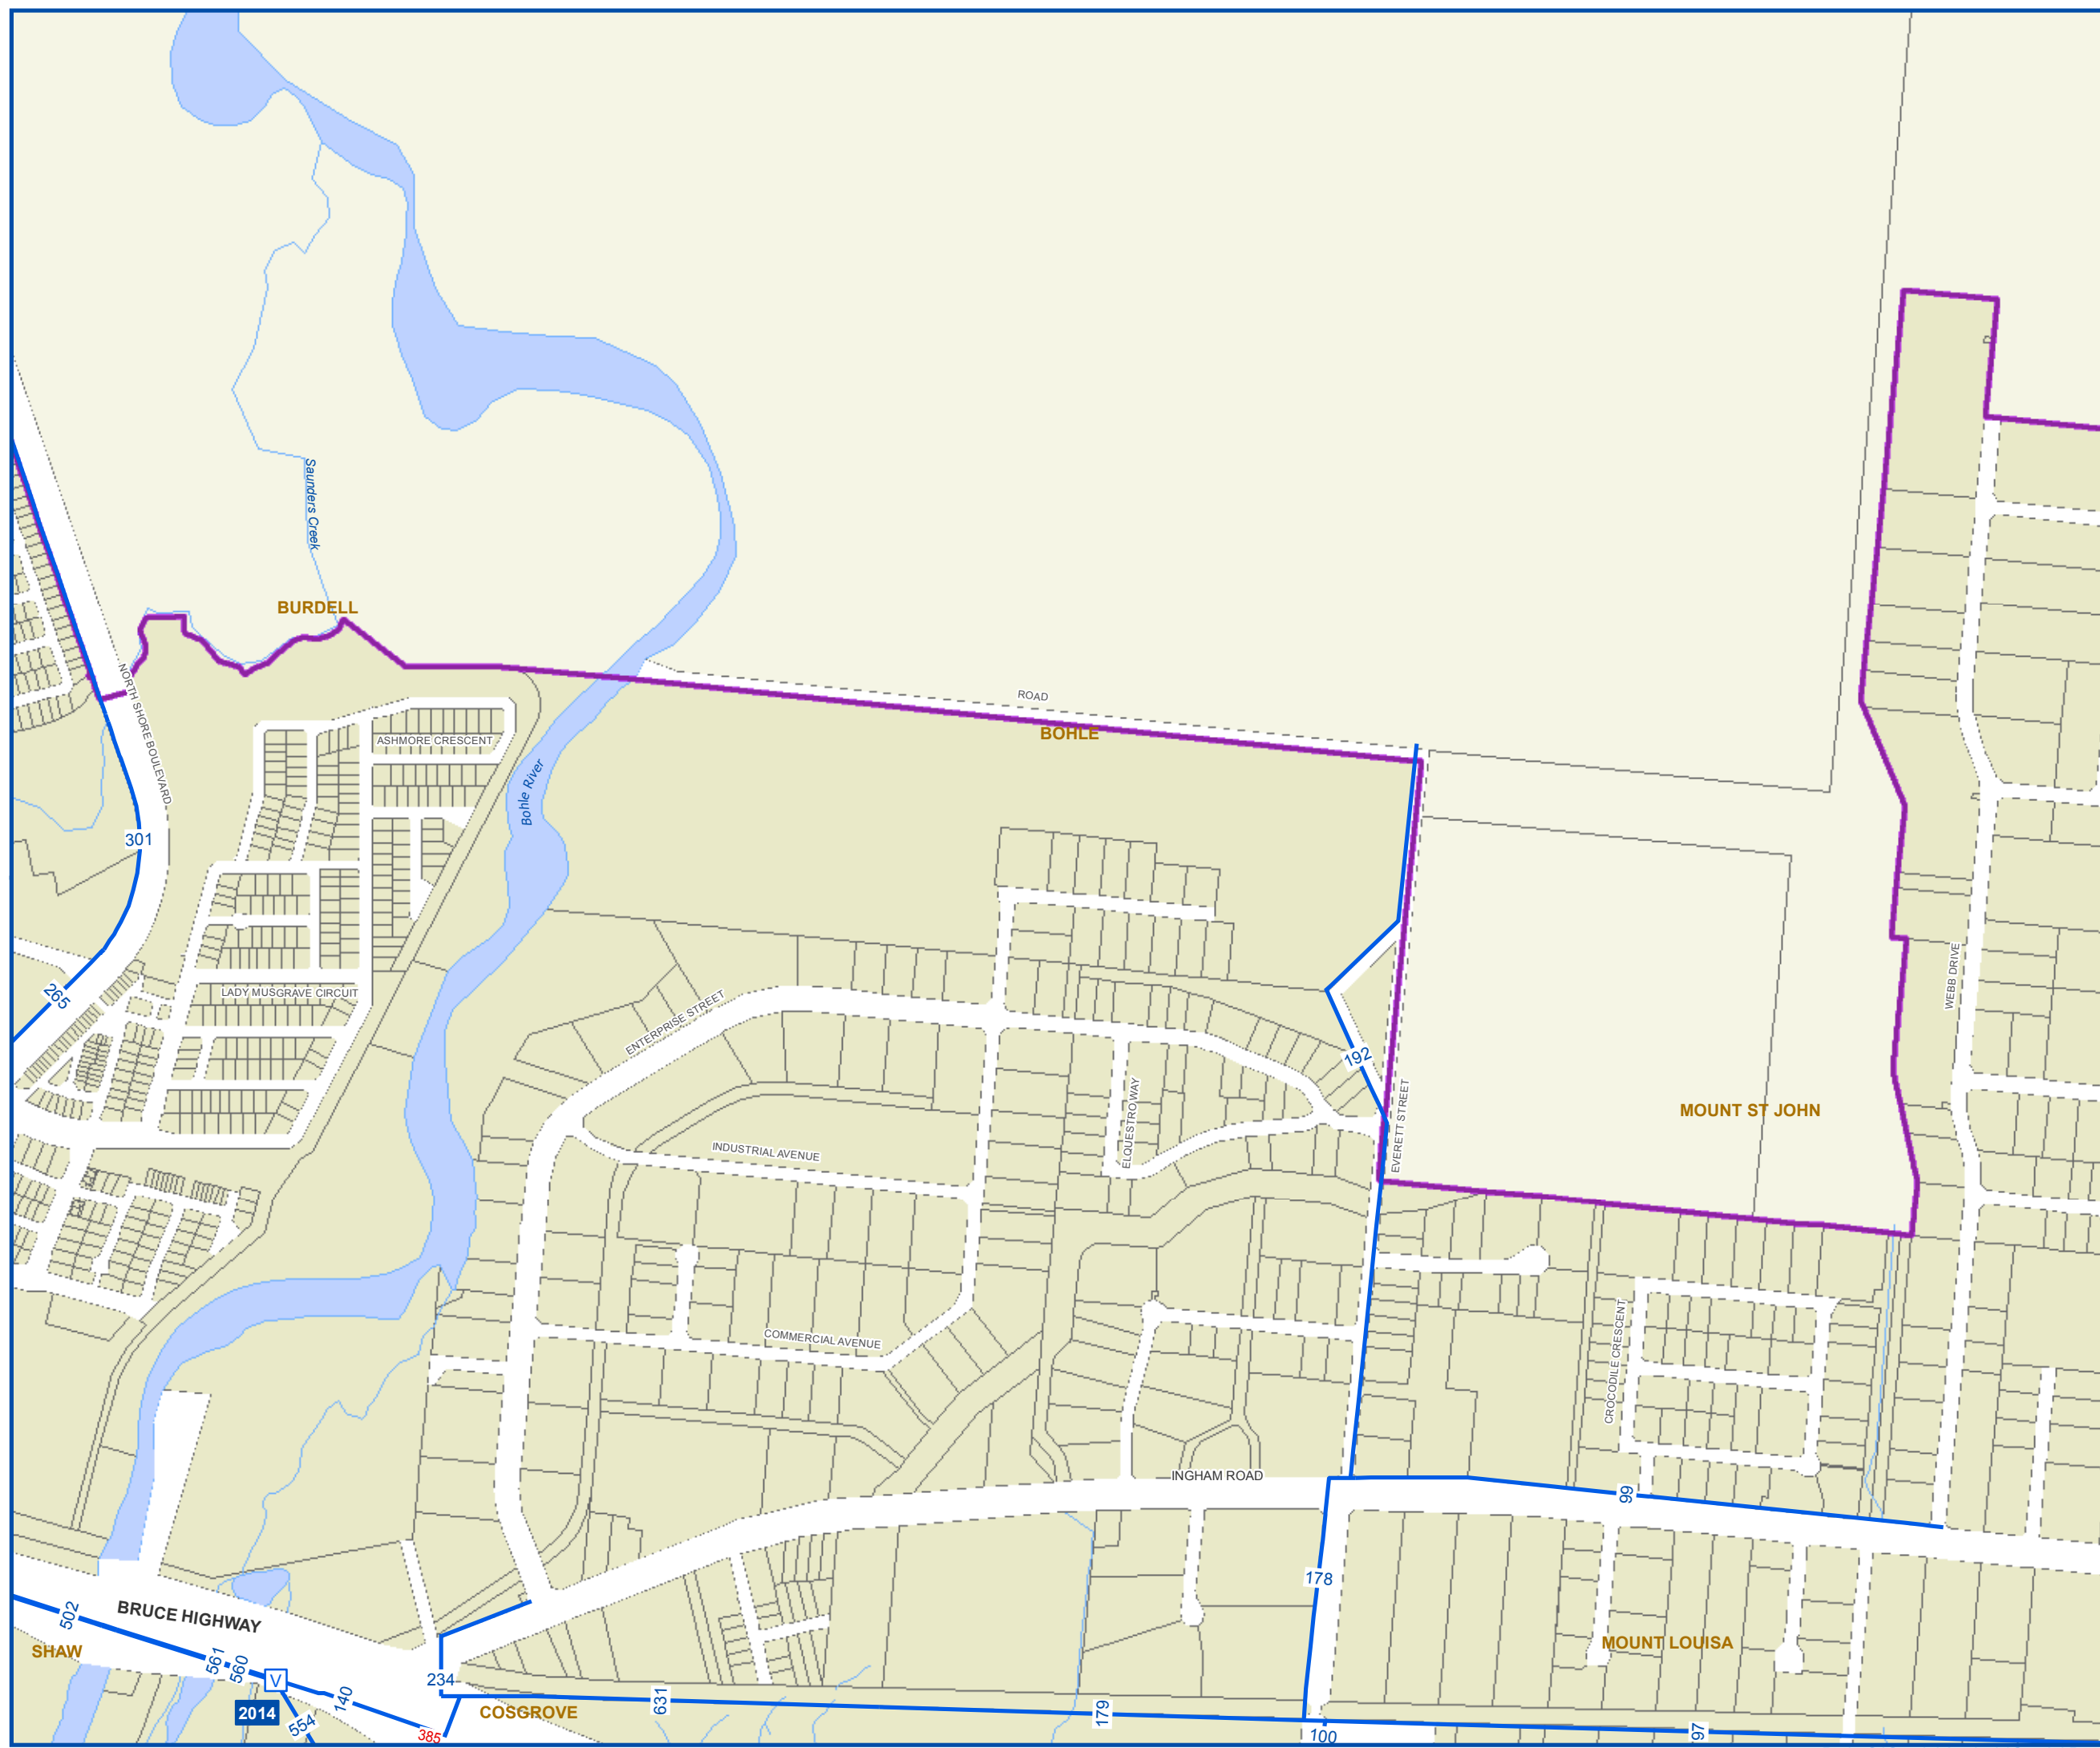 Saunders Creek
BURDELL
NORTH SHORE BOULEVARD
ROAD
BOHLE
ASHMORE CRESCENT
Bohle River
301
265
LADY MUSGRAVE CIRCUIT
ENTERPRISE STREET
WEBB DRIVE
192
ELQUESTRO WAY
EVERETT STREET
MOUNT ST JOHN
INDUSTRIAL AVENUE
COMMERCIAL AVENUE
CROCODILE CRESCENT
INGHAM ROAD
99
178
BRUCE HIGHWAY
502
SHAW
561
560
V
2014
140
554
234
385
COSGROVE
631
179
100
MOUNT LOUISA
97